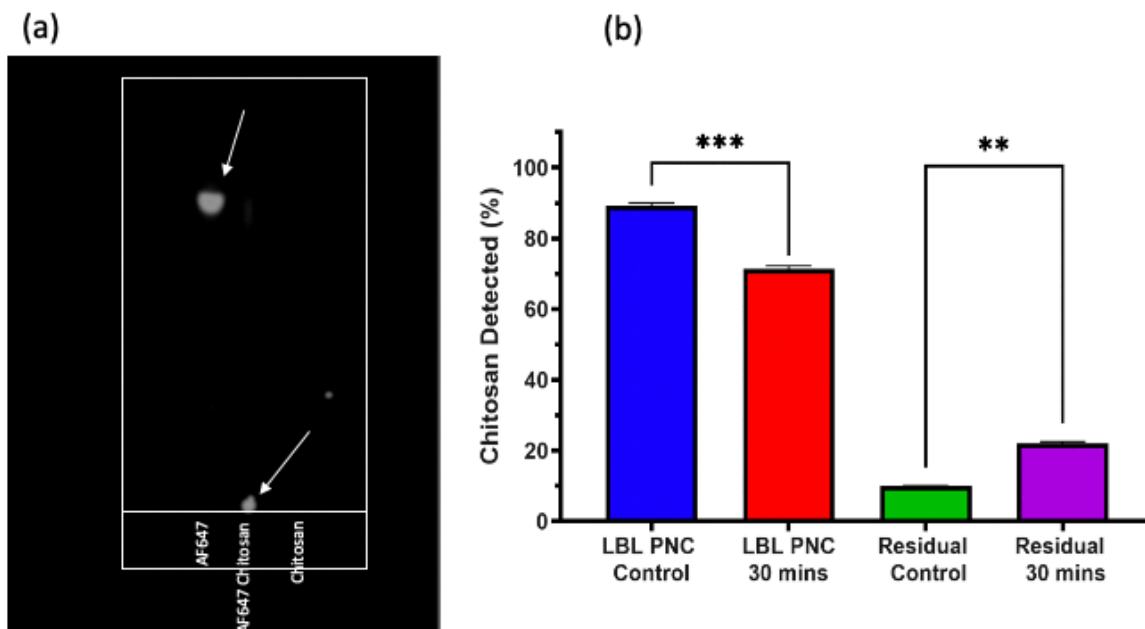 (a)
AF647
AF647 Chitosan
Chitosan
(b)
Chitosan Detected (%)
100
80
60
40
20
0
***
**
LBL PNC
Control
LBL PNC
30 mins
Residual
Control
Residual
30 mins